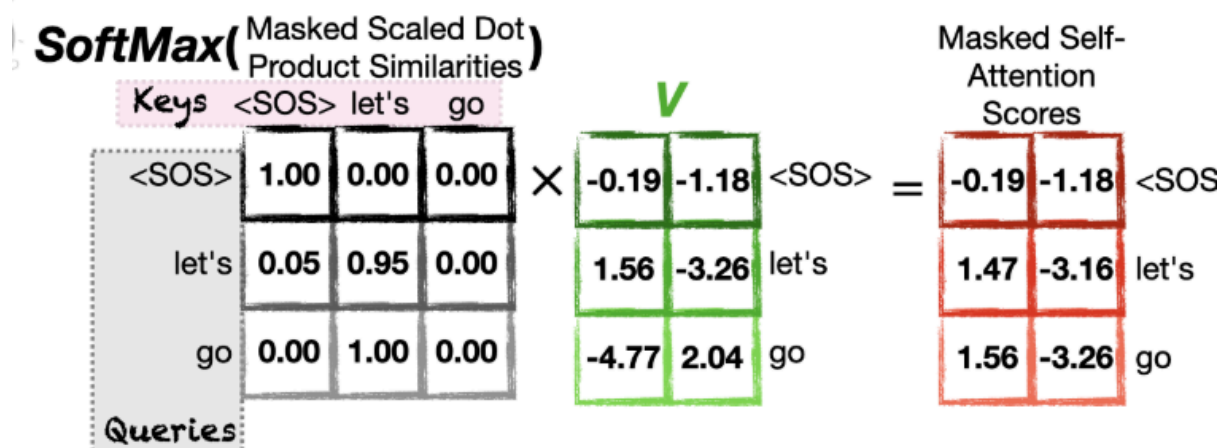 SoftMax(Masked Scaled Dot Product Similarities)
Masked Self-
Attention
Scores
Keys <SOS> let's go
V
<SOS> 1.00 0.00 0.00 × -0.19 -1.18 <SOS> = -0.19 -1.18 <SOS
let's 0.05 0.95 0.00 1.56 -3.26 let's 1.47 -3.16 let's
go 0.00 1.00 0.00 -4.77 2.04 go 1.56 -3.26 go
Queries